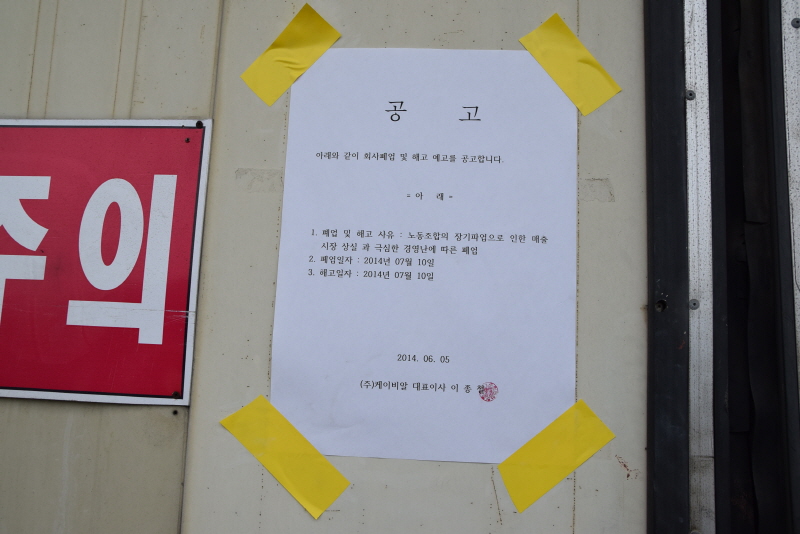 공 고
아래와 같이 회사폐업 및 해고 예고를 공고합니다.
= 아 래 =
1. 폐업 및 해고 사유 : 노동조합의 장기파업으로 인한 매출
시장 상실 과 극심한 경영난에 따른 폐업
2. 폐업일자 : 2014년 07월 10일
3. 해고일자 : 2014년 07월 10일
2014. 06. 05
(주)케이비알 대표이사 이 종
주의